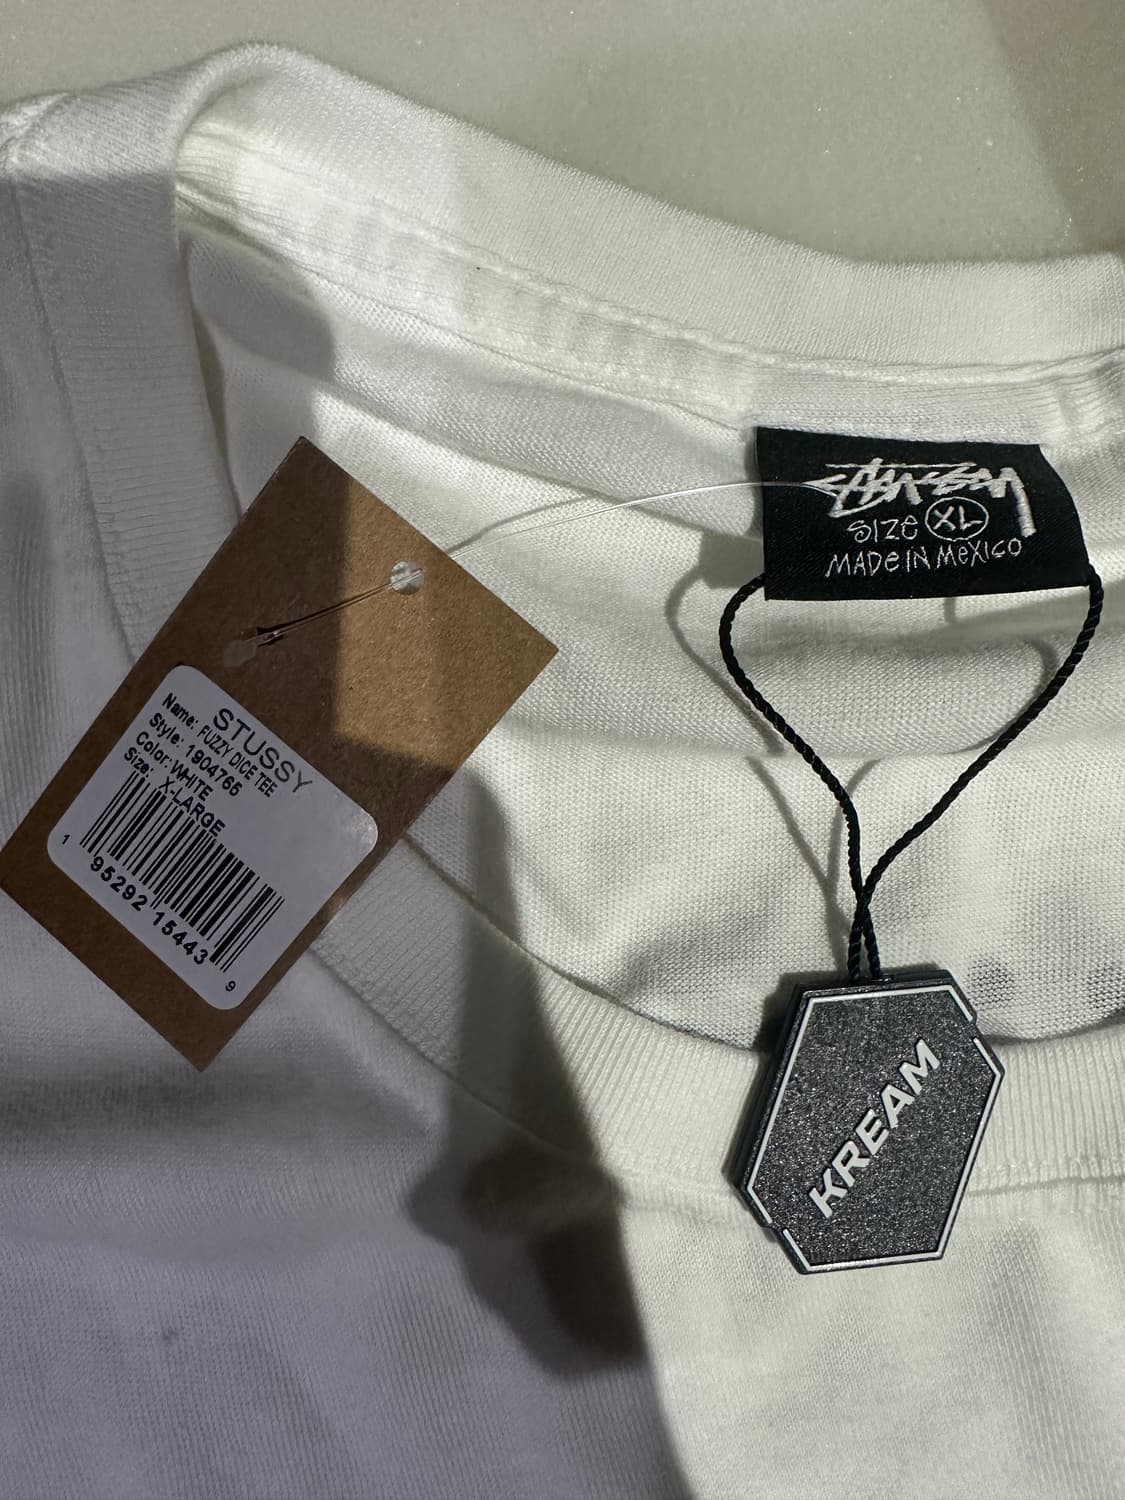 STUSSY
Name: FUZZY DICE TEE
Style: 1904765
Color: WHITE
Size: X-LARGE
1 95292 15443 9
STÜSSY
SIZE XL
MADE IN MEXICO
KREAM